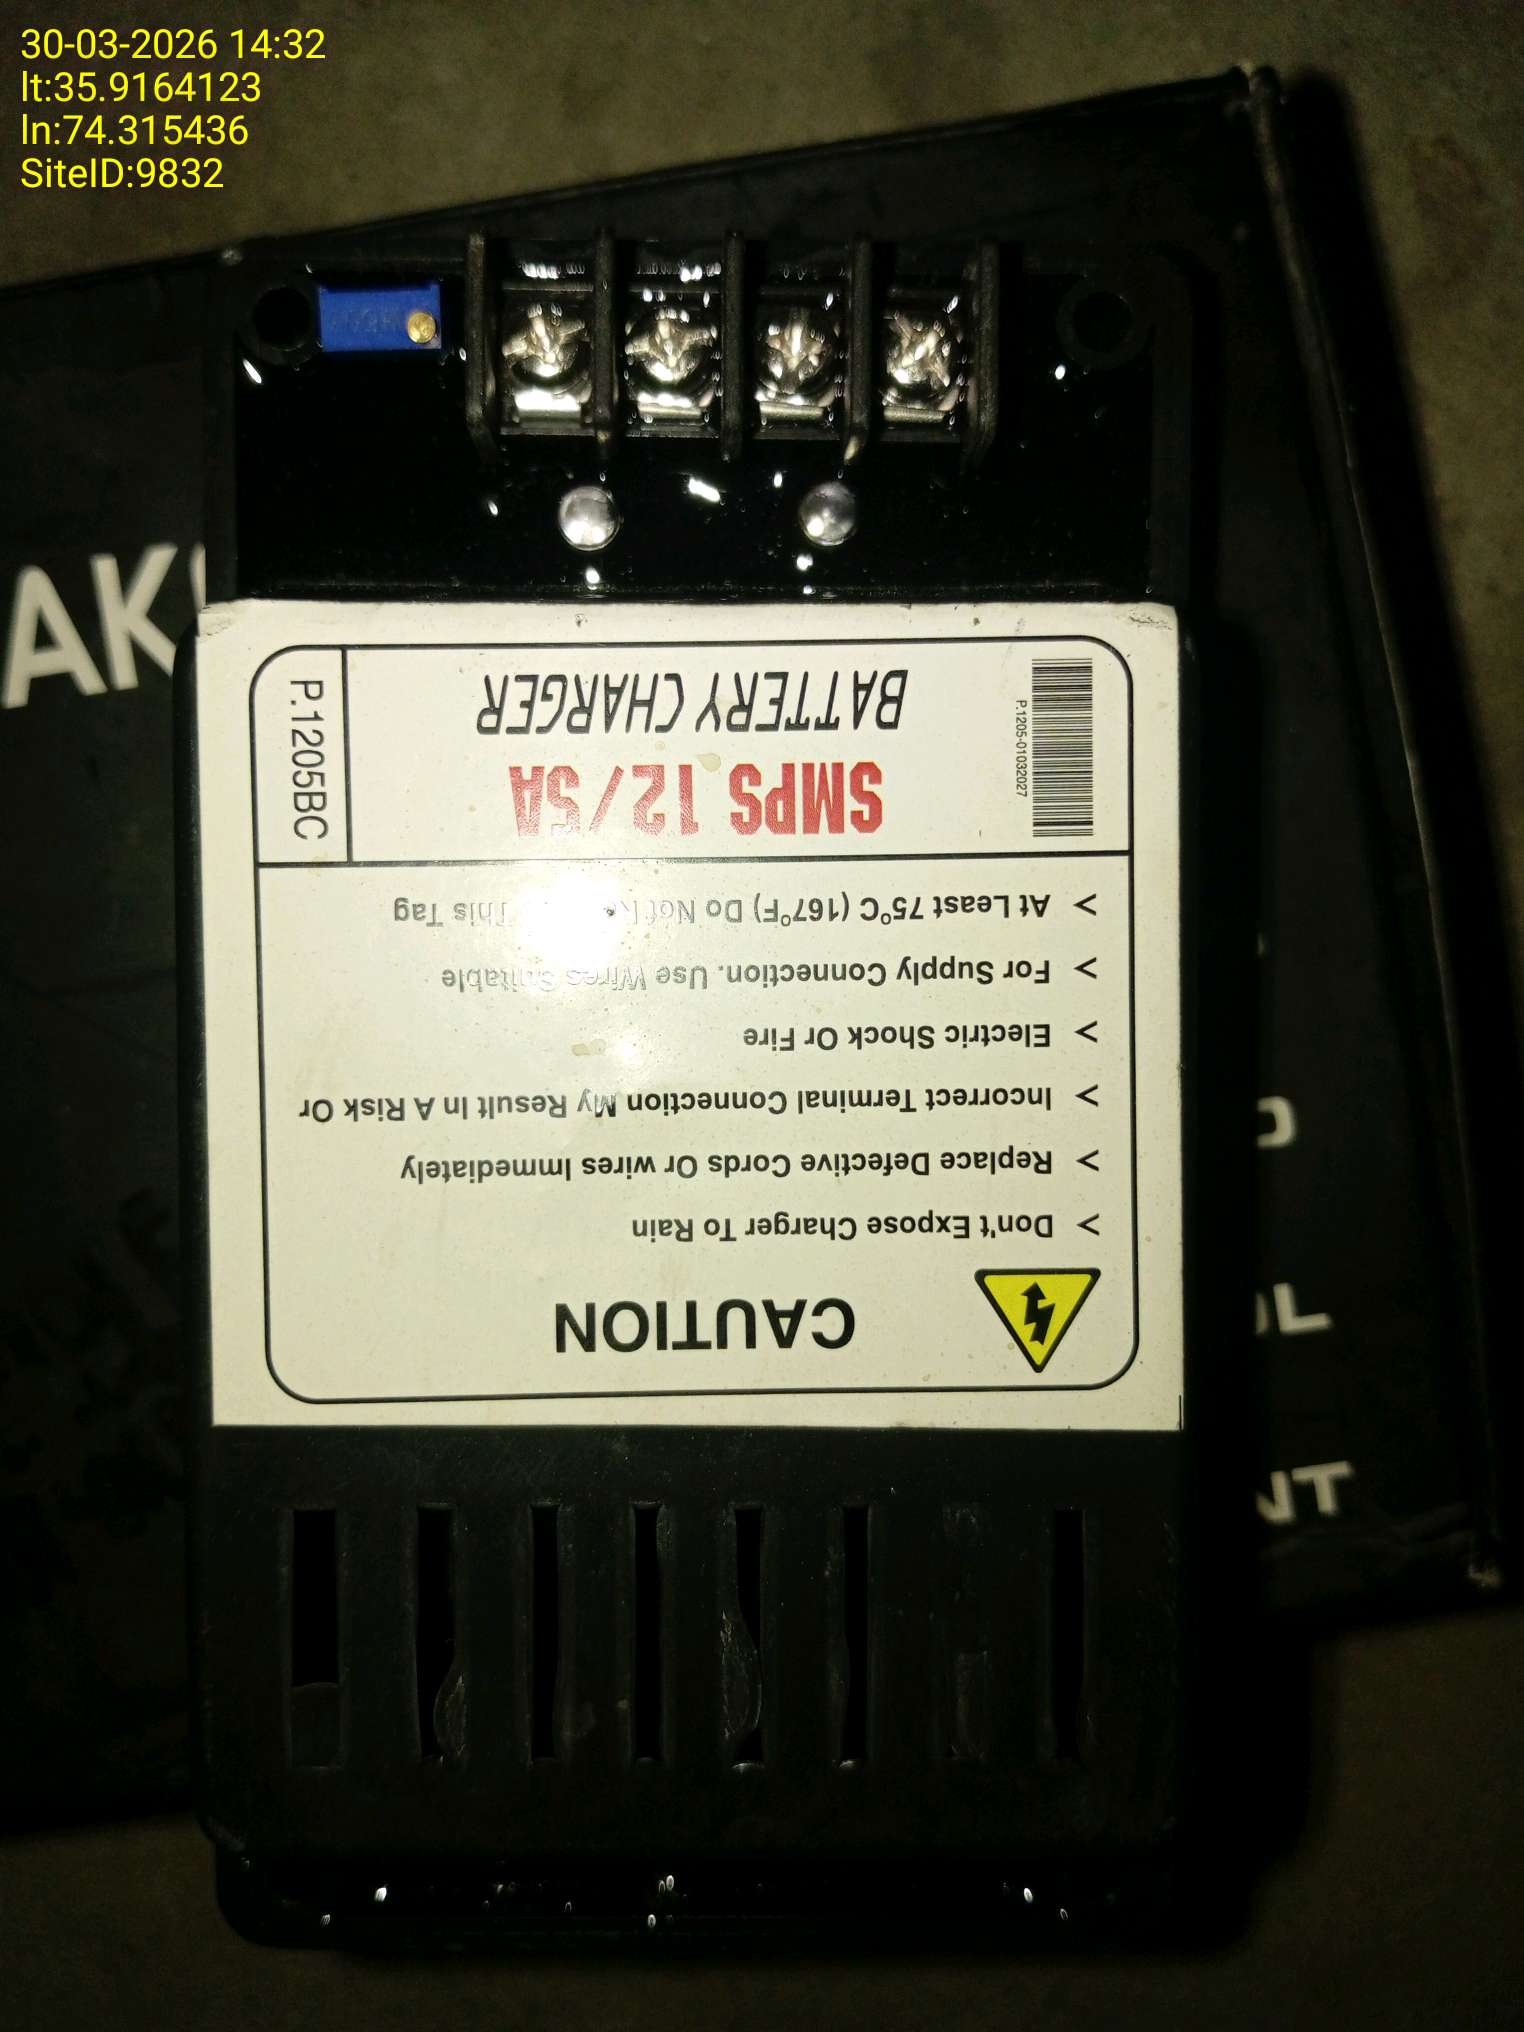 30-03-2026 14:32
lt:35.9164123
ln:74.315436
SiteID:9832
AK
CAUTION
> Don't Expose Charger To Rain
> Replace Defective Cords Or wires Immediately
> Incorrect Terminal Connection My Result In A Risk Or
> Electric Shock Or Fire
> For Supply Connection. Use Wires Suitable
> At Least 75°C (167°F) Do Not This Tag
SMPS 12/5A
BATTERY CHARGER
P.1205BC
P.1205-01032027
NT